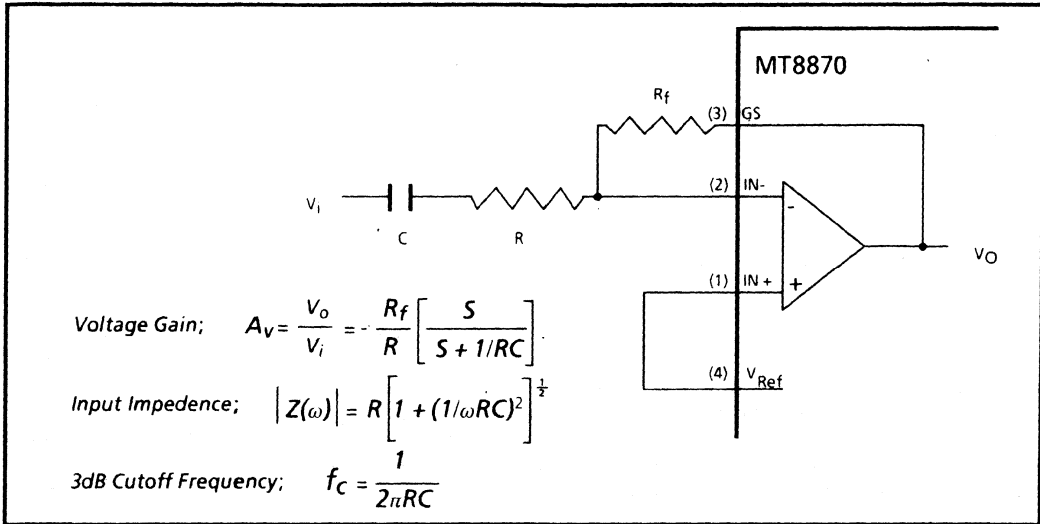 MT8870
Rf
(3) GS
(2) IN-
-
Vi
C
R
VO
(1) IN +
+
(4) VRef
Voltage Gain; Av = Vo / Vi = - Rf / R [ S / S + 1/RC ]
Input Impedence; |Z(ω)| = R [ 1 + (1/ωRC)² ]^½
3dB Cutoff Frequency; fC = 1 / 2πRC